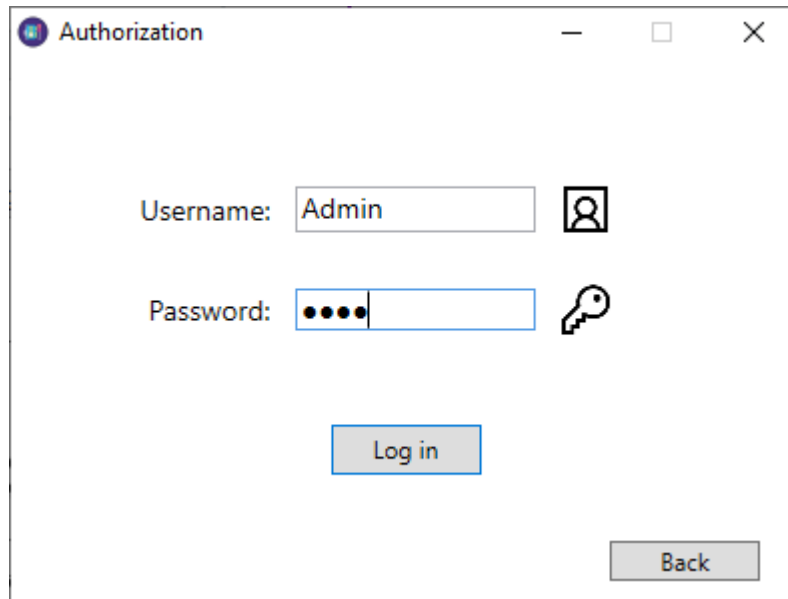 Authorization
Username: Admin
Password: ●●●●
Log in
Back